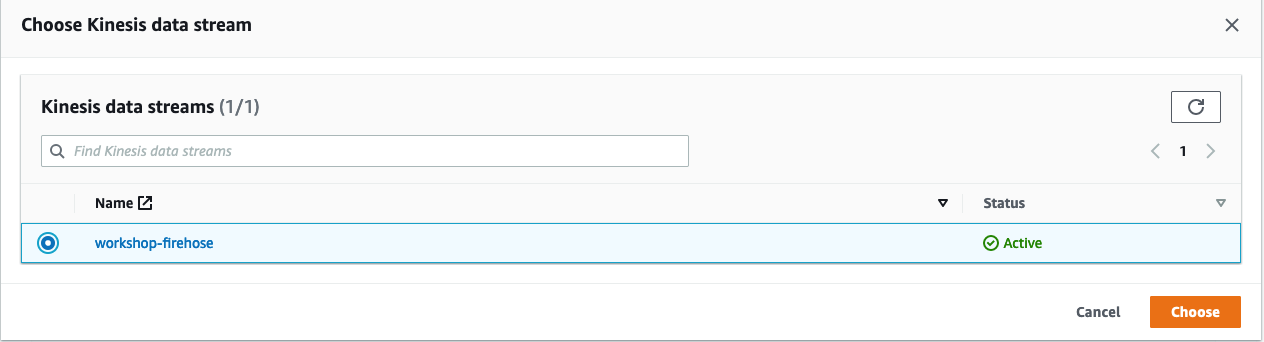 Choose Kinesis data stream
Kinesis data streams (1/1)
Find Kinesis data streams
1
Name Status
workshop-firehose Active
Cancel Choose